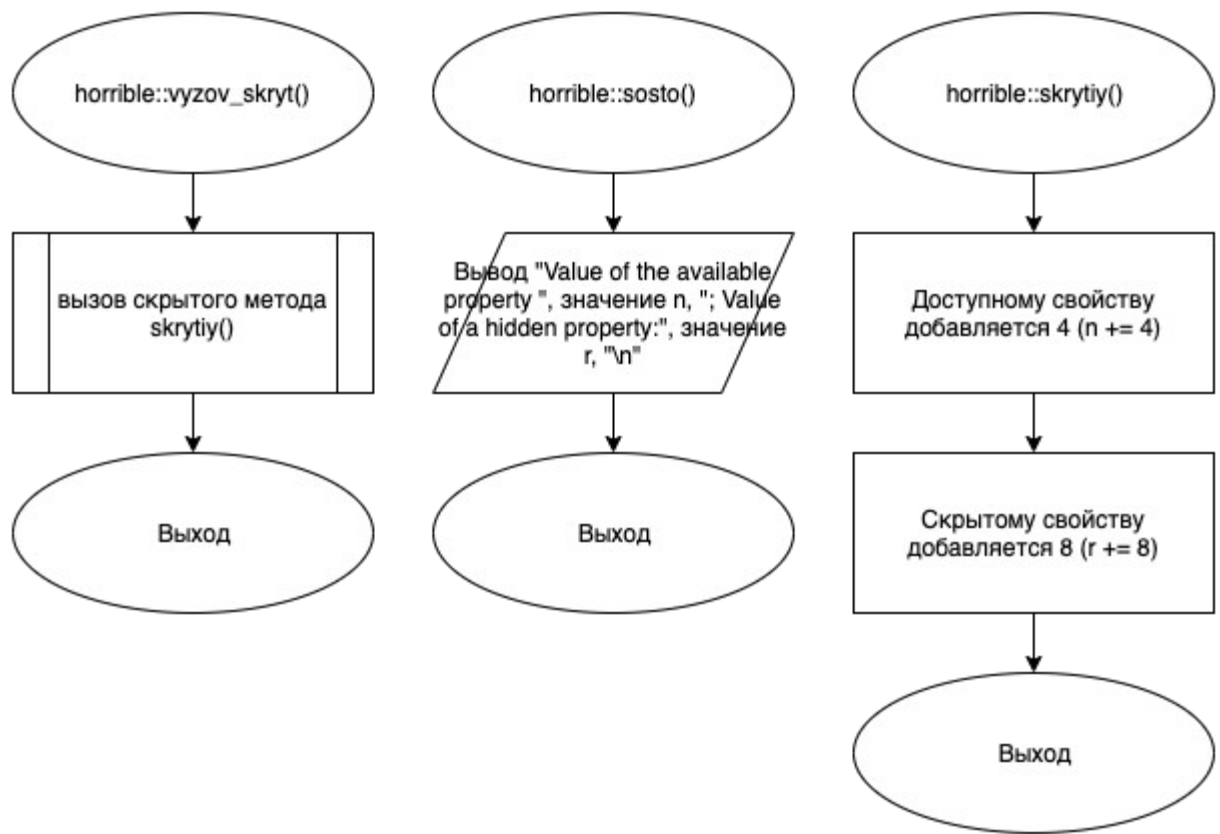 horrible::vyzov_skryt()
вызов скрытого метода
skrytiy()
Выход
horrible::sosto()
Вывод "Value of the available
property ", значение n, "; Value
of a hidden property:", значение
r, "\n"
Выход
horrible::skrytiy()
Доступному свойству
добавляется 4 (n += 4)
Скрытому свойству
добавляется 8 (r += 8)
Выход